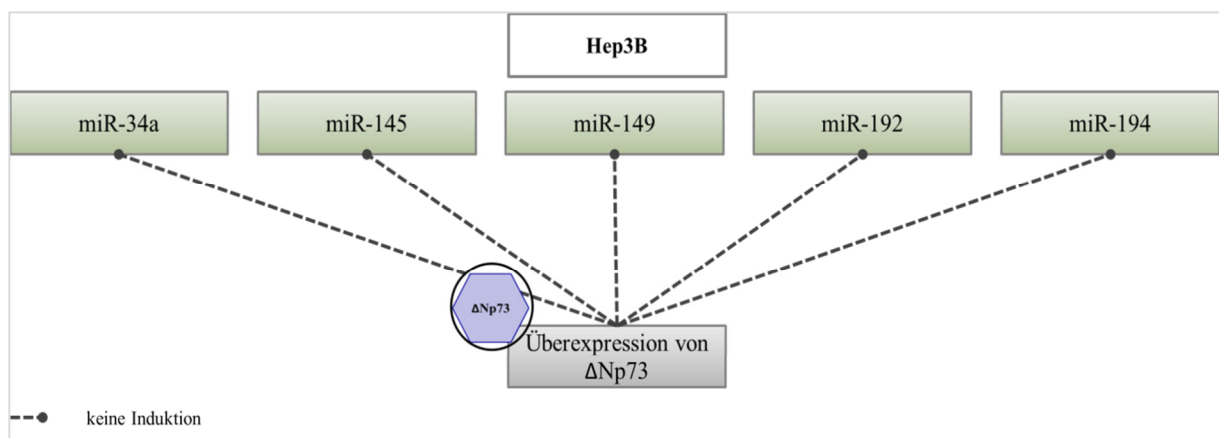 Hep3B
miR-34a
miR-145
miR-149
miR-192
miR-194
ΔNp73
Überexpression von
ΔNp73
keine Induktion